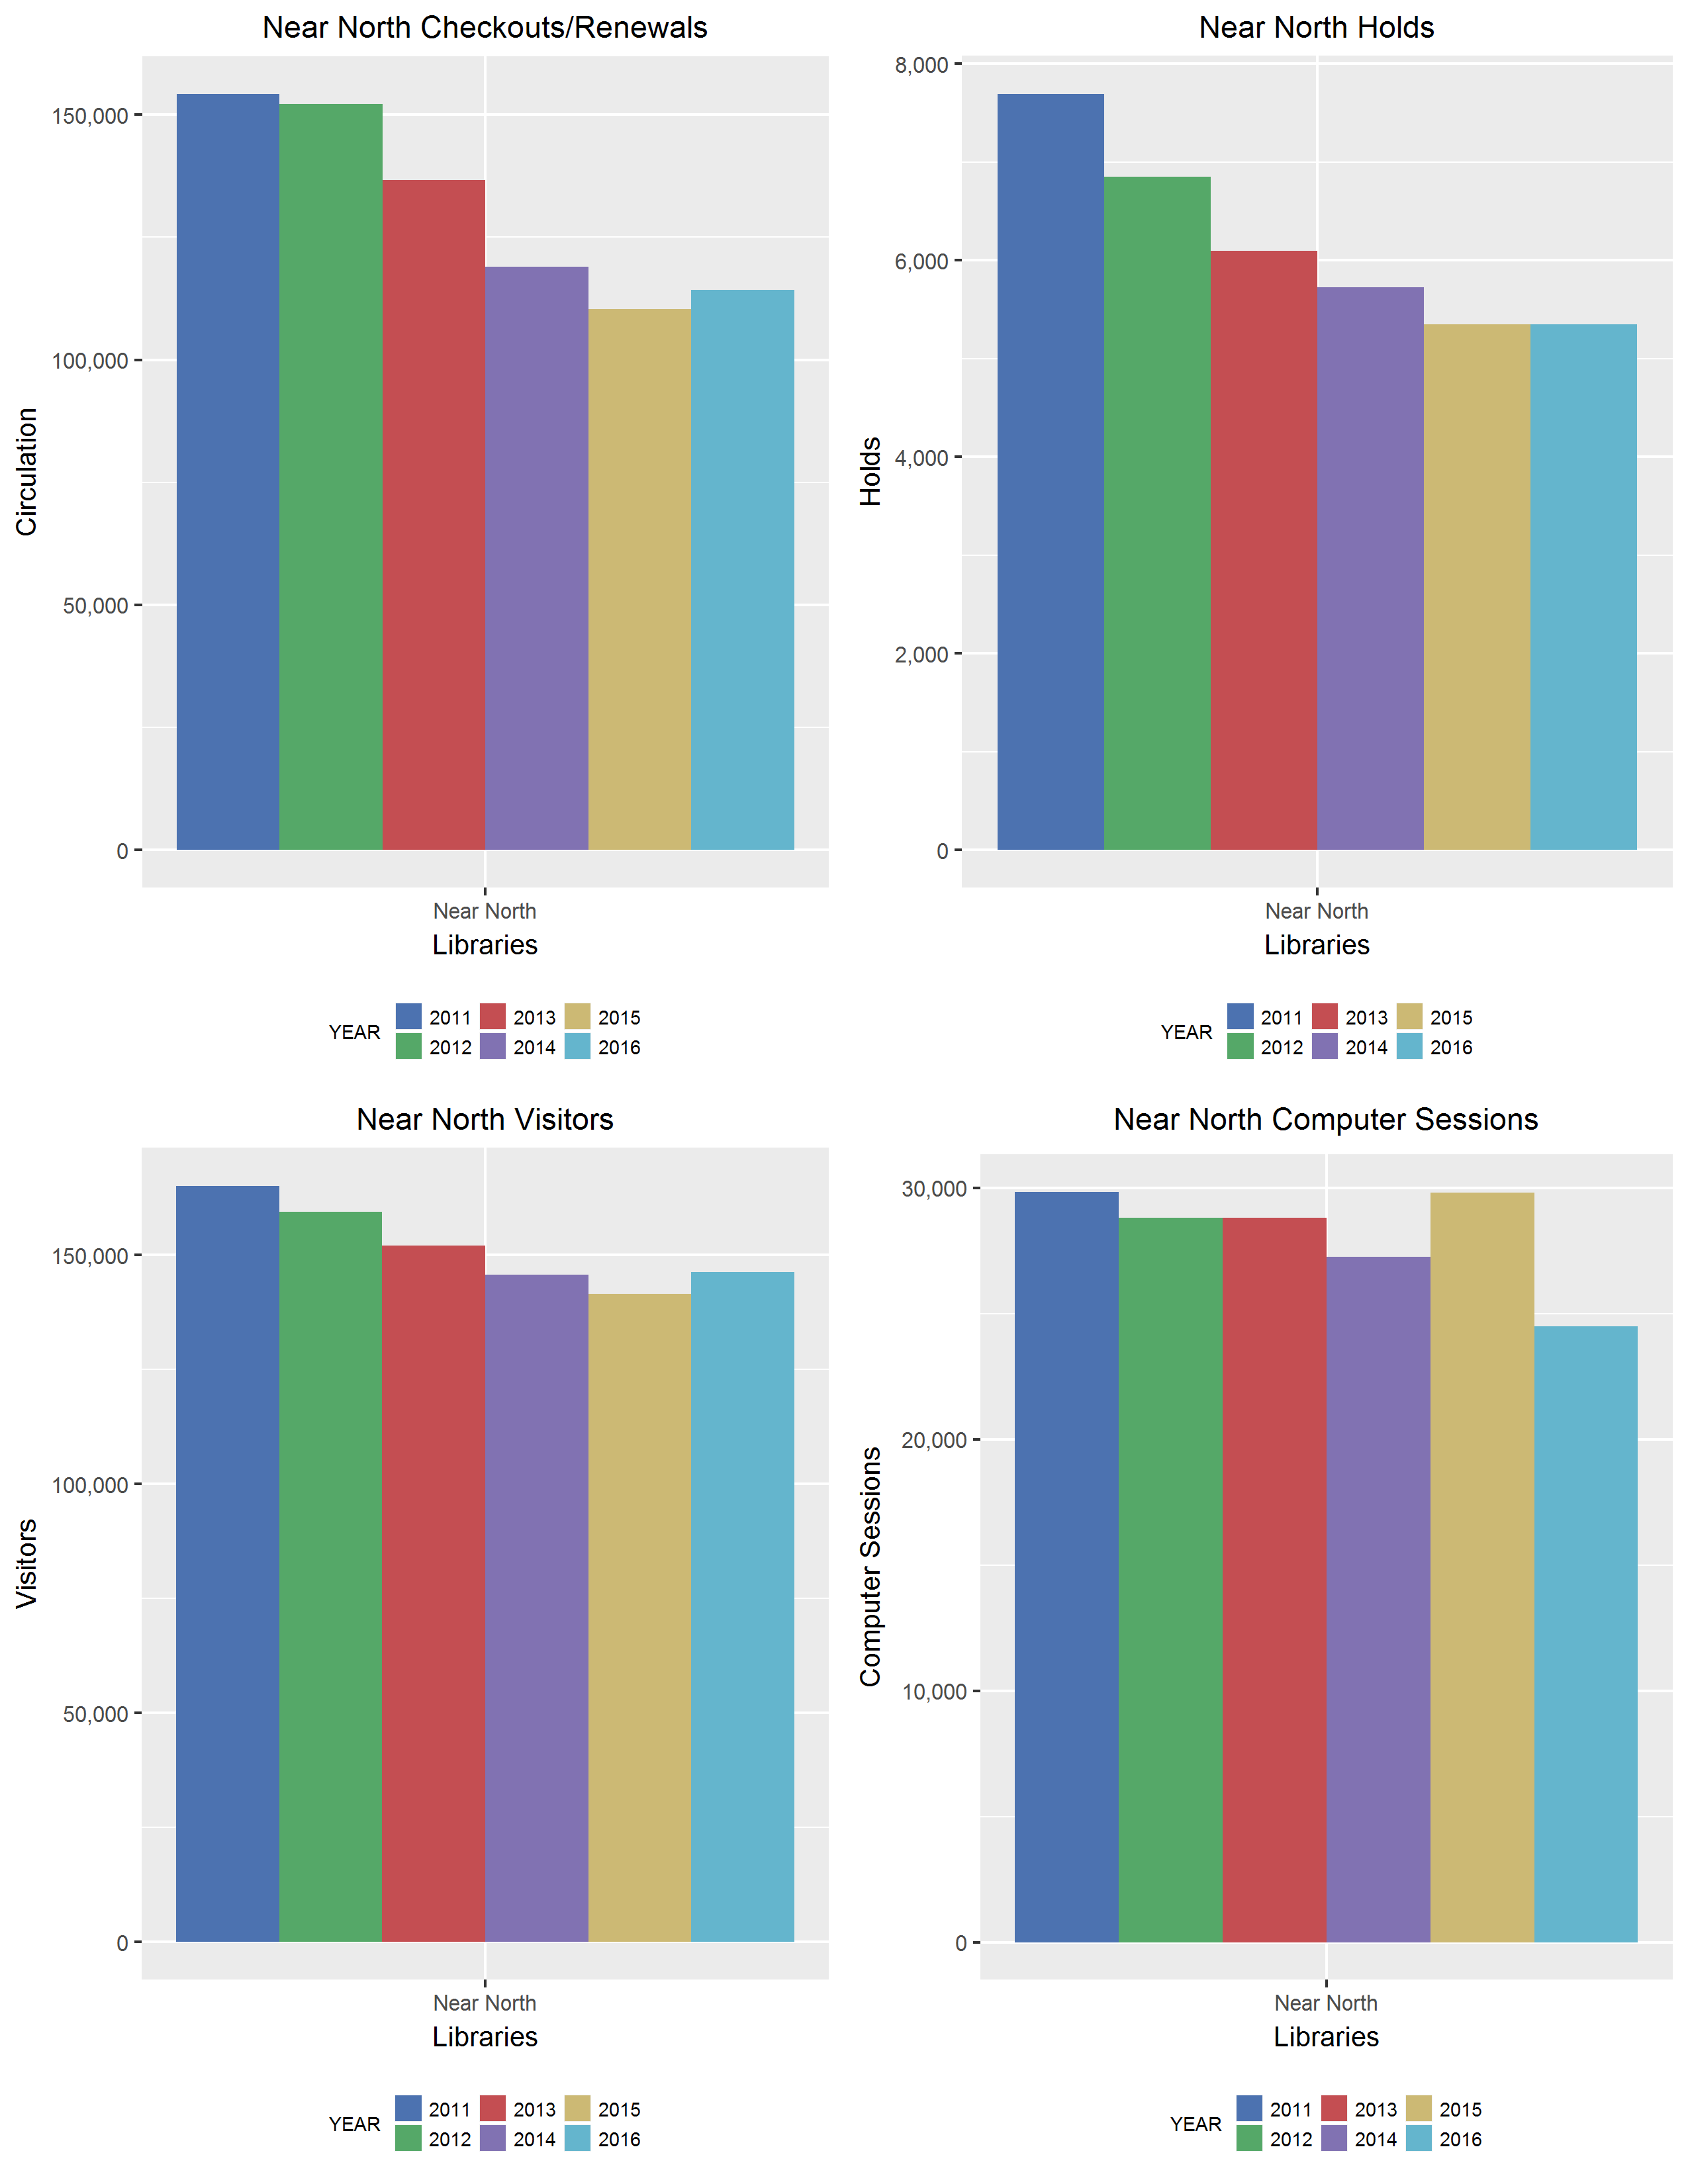 Near North Checkouts/Renewals
Circulation
150,000
100,000
50,000
0
Near North
Libraries
YEAR
2011 2013 2015
2012 2014 2016
Near North Holds
Holds
8,000
6,000
4,000
2,000
0
Near North
Libraries
YEAR
2011 2013 2015
2012 2014 2016
Near North Visitors
Visitors
150,000
100,000
50,000
0
Near North
Libraries
YEAR
2011 2013 2015
2012 2014 2016
Near North Computer Sessions
Computer Sessions
30,000
20,000
10,000
0
Near North
Libraries
YEAR
2011 2013 2015
2012 2014 2016